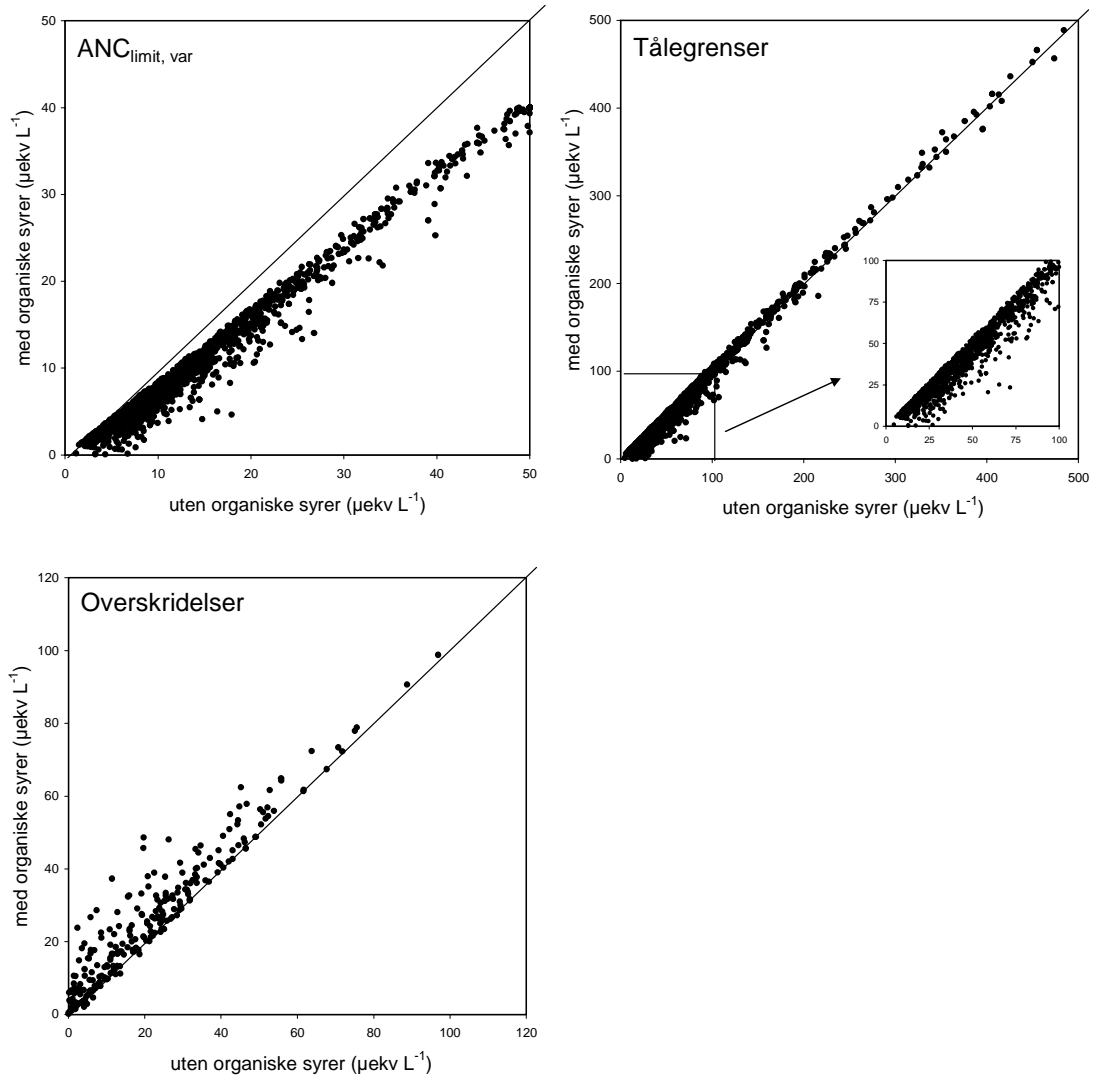 ANClimit, var
50
40
30
20
10
0
med organiske syrer (µekv L-1)
10 20 30 40 50
uten organiske syrer (µekv L-1)
Tålegrenser
500
400
300
200
100
0
med organiske syrer (µekv L-1)
0 100 200 300 400 500
uten organiske syrer (µekv L-1)
100
75
50
25
0
0 25 50 75 100
Overskridelser
120
100
80
60
40
20
0
med organiske syrer (µekv L-1)
0 20 40 60 80 100 120
uten organiske syrer (µekv L-1)